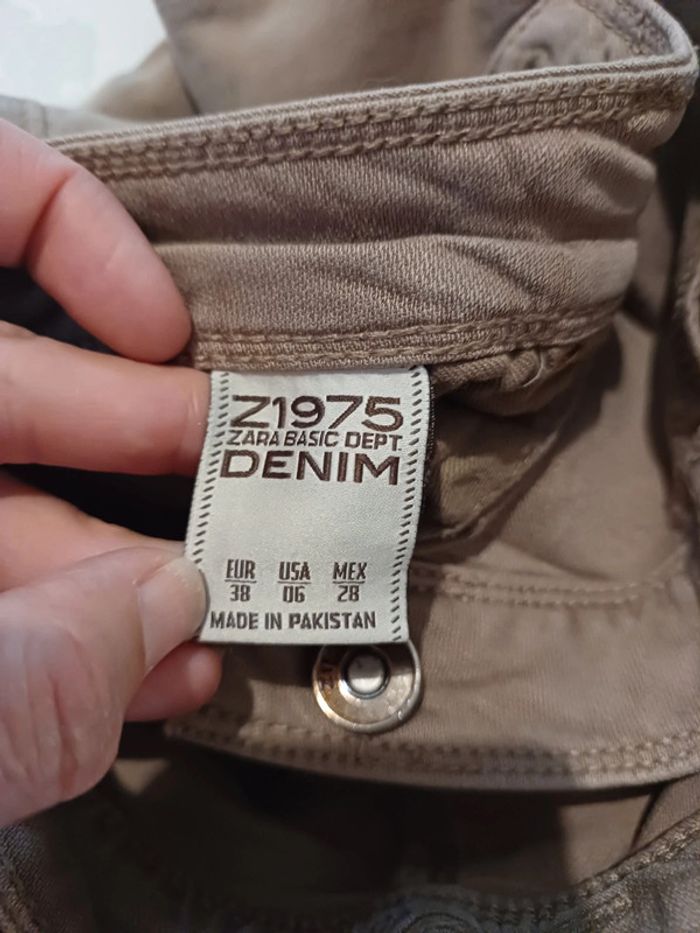 Z1975
ZARA BASIC DEPT.
DENIM
EUR USA MEX
38 06 28
MADE IN PAKISTAN